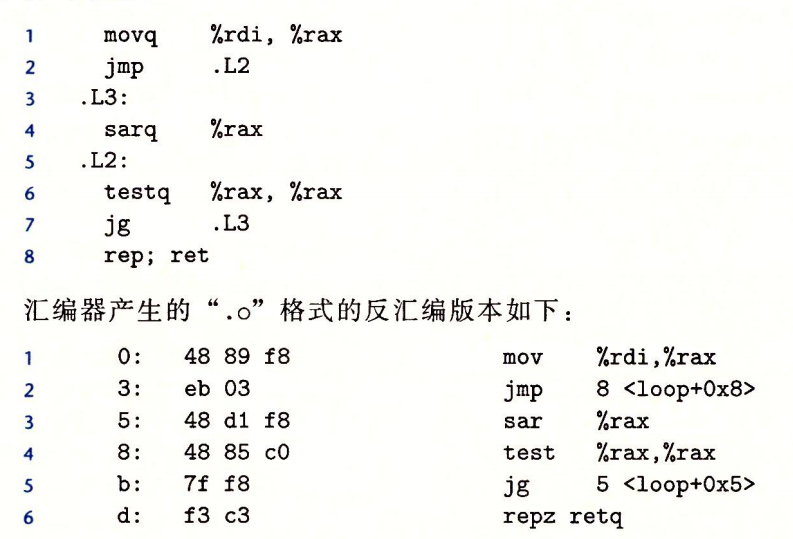 1 movq %rdi, %rax
2 jmp .L2
3 .L3:
4 sarq %rax
5 .L2:
6 testq %rax, %rax
7 jg .L3
8 rep; ret
汇编器产生的“.o”格式的反汇编版本如下：
1 0: 48 89 f8 mov %rdi,%rax
2 3: eb 03 jmp 8 <loop+0x8>
3 5: 48 d1 f8 sar %rax
4 8: 48 85 c0 test %rax,%rax
5 b: 7f f8 jg 5 <loop+0x5>
6 d: f3 c3 repz retq